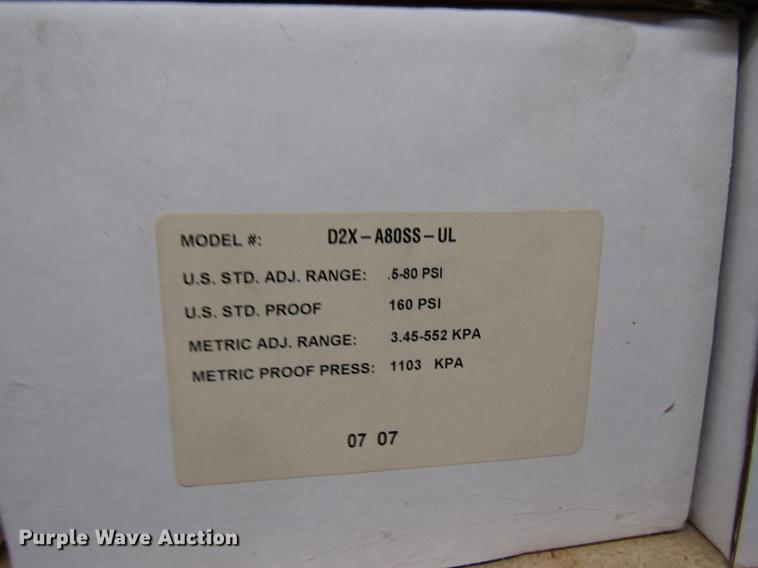 MODEL #: D2X-A80SS-UL
U.S. STD. ADJ. RANGE: .5-80 PSI
U.S. STD. PROOF 160 PSI
METRIC ADJ. RANGE: 3.45-552 KPA
METRIC PROOF PRESS: 1103 KPA
07 07
Purple Wave Auction